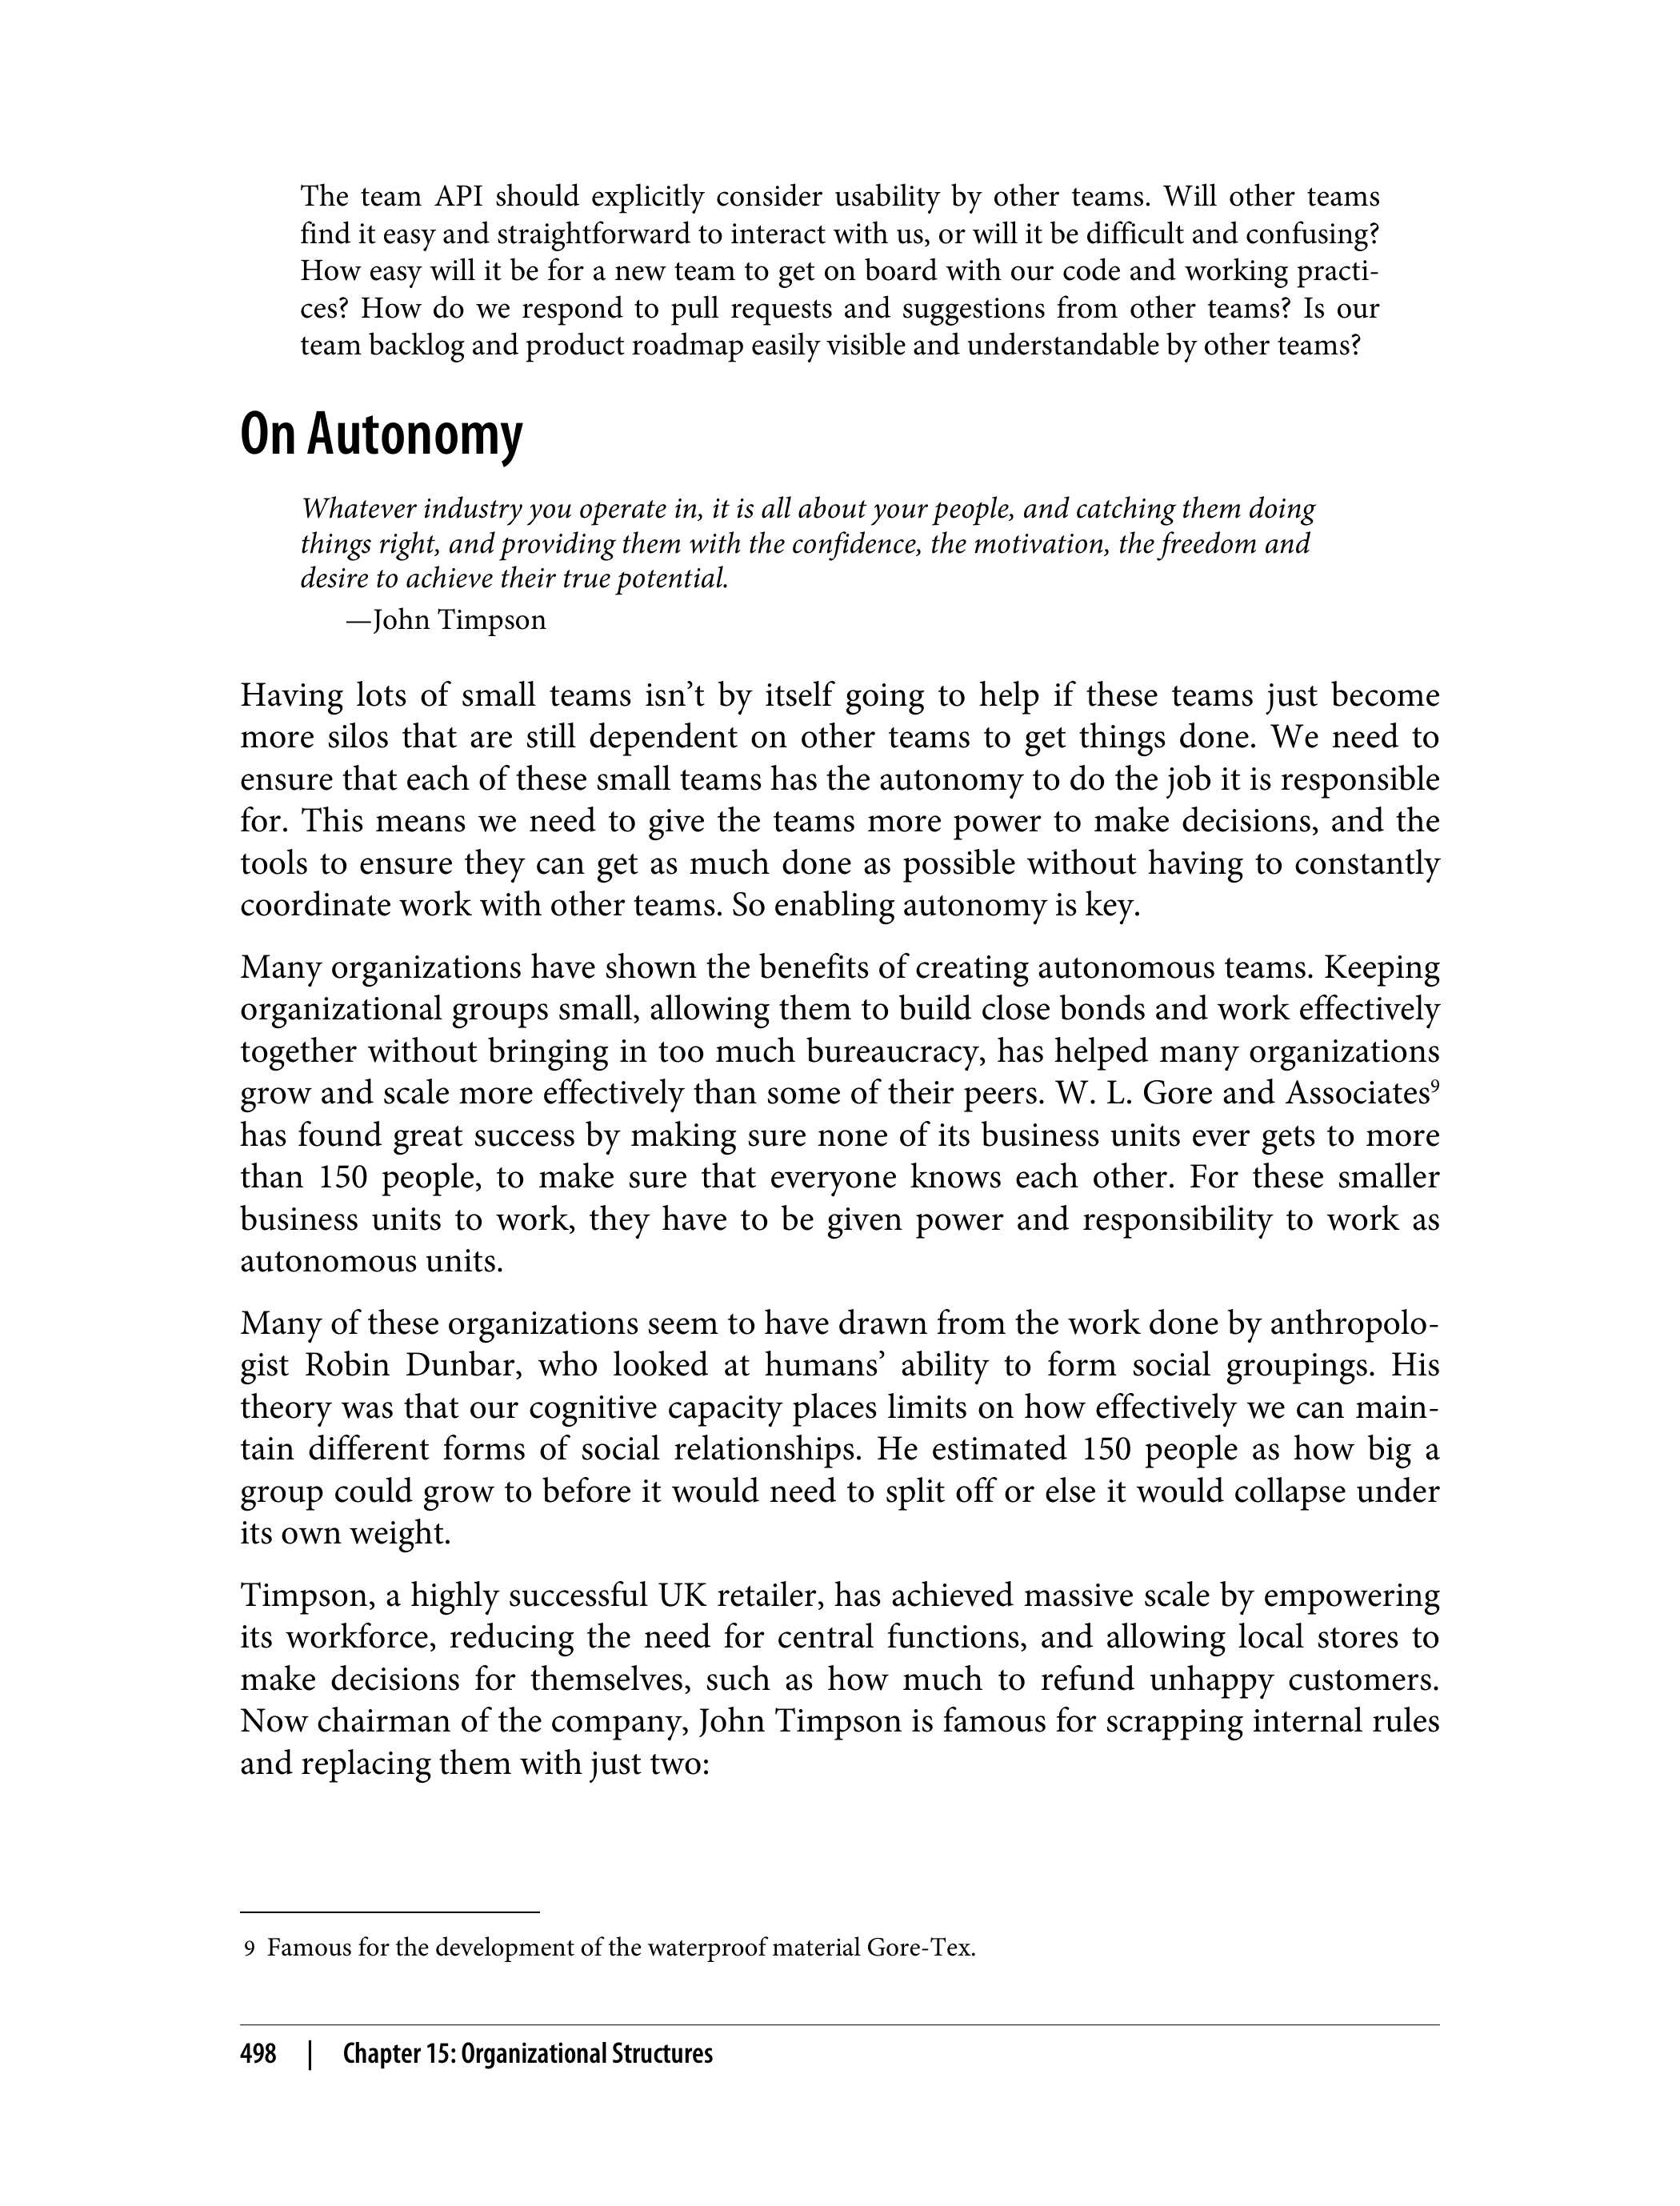 The team API should explicitly consider usability by other teams. Will other teams
find it easy and straightforward to interact with us, or will it be difficult and confusing?
How easy will it be for a new team to get on board with our code and working practi-
ces? How do we respond to pull requests and suggestions from other teams? Is our
team backlog and product roadmap easily visible and understandable by other teams?
On Autonomy
Whatever industry you operate in, it is all about your people, and catching them doing
things right, and providing them with the confidence, the motivation, the freedom and
desire to achieve their true potential.
—John Timpson
Having lots of small teams isn’t by itself going to help if these teams just become
more silos that are still dependent on other teams to get things done. We need to
ensure that each of these small teams has the autonomy to do the job it is responsible
for. This means we need to give the teams more power to make decisions, and the
tools to ensure they can get as much done as possible without having to constantly
coordinate work with other teams. So enabling autonomy is key.
Many organizations have shown the benefits of creating autonomous teams. Keeping
organizational groups small, allowing them to build close bonds and work effectively
together without bringing in too much bureaucracy, has helped many organizations
grow and scale more effectively than some of their peers. W. L. Gore and Associates⁹
has found great success by making sure none of its business units ever gets to more
than 150 people, to make sure that everyone knows each other. For these smaller
business units to work, they have to be given power and responsibility to work as
autonomous units.
Many of these organizations seem to have drawn from the work done by anthropolo-
gist Robin Dunbar, who looked at humans’ ability to form social groupings. His
theory was that our cognitive capacity places limits on how effectively we can main-
tain different forms of social relationships. He estimated 150 people as how big a
group could grow to before it would need to split off or else it would collapse under
its own weight.
Timpson, a highly successful UK retailer, has achieved massive scale by empowering
its workforce, reducing the need for central functions, and allowing local stores to
make decisions for themselves, such as how much to refund unhappy customers.
Now chairman of the company, John Timpson is famous for scrapping internal rules
and replacing them with just two:
9 Famous for the development of the waterproof material Gore-Tex.
498 | Chapter 15: Organizational Structures